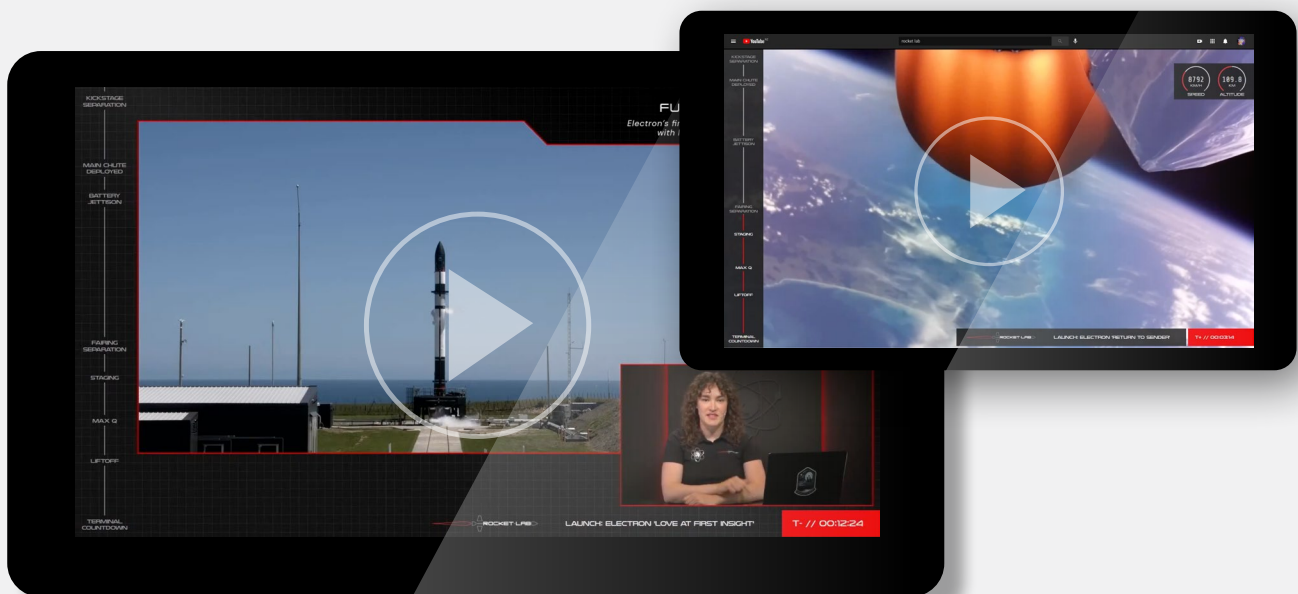 KICKSTAGE
SEPARATION
MAIN CHUTE
DEPLOYED
BATTERY
JETTISON
FAIRING
SEPARATION
STAGING
MAX Q
LIFTOFF
TERMINAL
COUNTDOWN
FU
Electron's fir
with
ROCKET LAB
LAUNCH: ELECTRON 'LOVE AT FIRST INSIGHT'
T- // 00:12:24
YouTube
rocket lab
KICKSTAGE
SEPARATION
MAIN CHUTE
DEPLOYED
BATTERY
JETTISON
FAIRING
SEPARATION
STAGING
MAX Q
LIFTOFF
TERMINAL
COUNTDOWN
8792
KM/H
SPEED
109.8
KM
ALTITUDE
ROCKET LAB
LAUNCH: ELECTRON 'RETURN TO SENDER'
T+ // 00:03:14